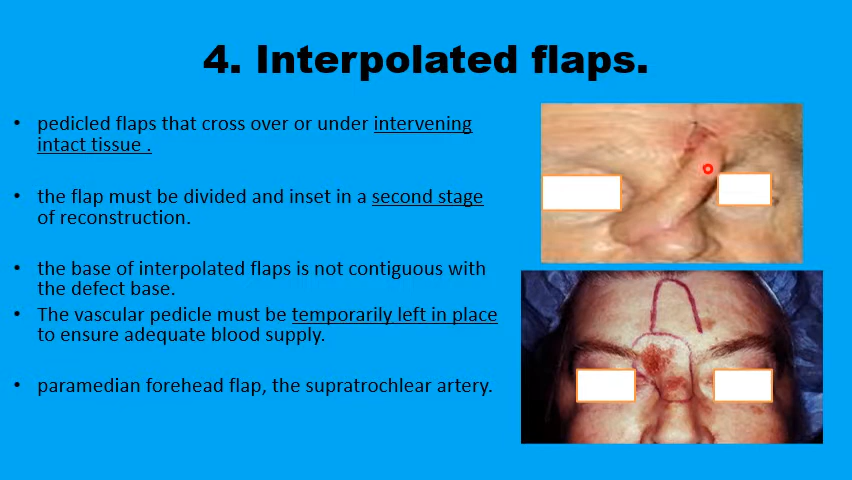 4. Interpolated flaps.
• pedicled flaps that cross over or under intervening
intact tissue .
• the flap must be divided and inset in a second stage
of reconstruction.
• the base of interpolated flaps is not contiguous with
the defect base.
• The vascular pedicle must be temporarily left in place
to ensure adequate blood supply.
• paramedian forehead flap, the supratrochlear artery.